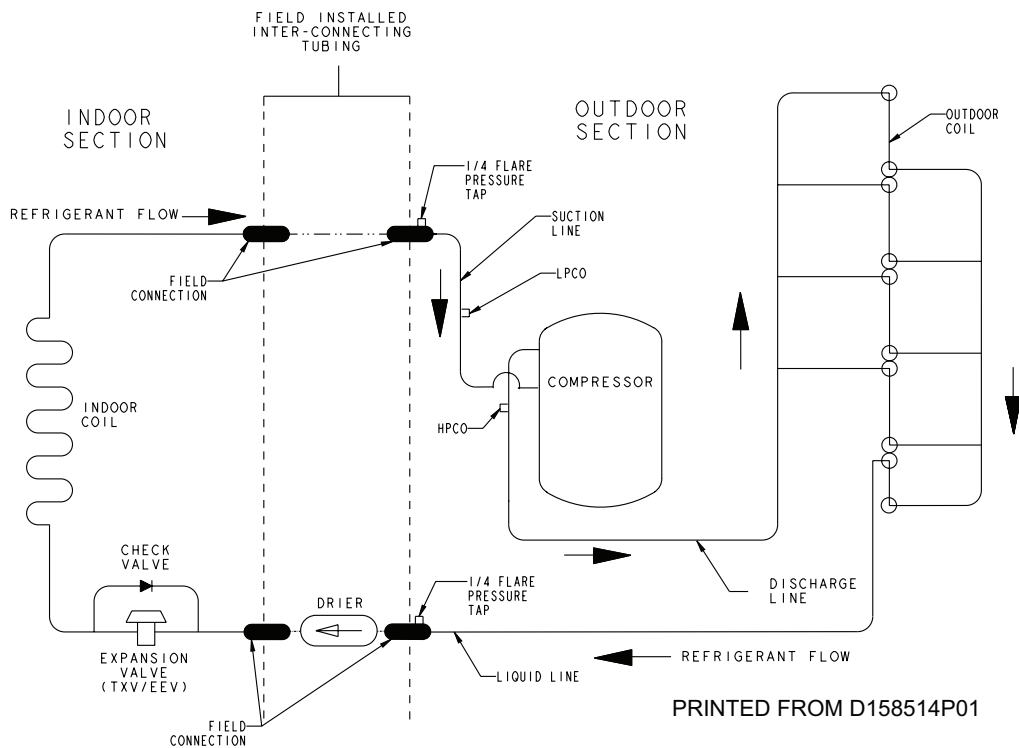 FIELD INSTALLED
INTER-CONNECTING
TUBING
INDOOR
SECTION
OUTDOOR
SECTION
OUTDOOR
COIL
1/4 FLARE
PRESSURE
TAP
REFRIGERANT FLOW
SUCTION
LINE
FIELD
CONNECTION
LPCO
COMPRESSOR
INDOOR
COIL
HPCO
CHECK
VALVE
DRIER
1/4 FLARE
PRESSURE
TAP
DISCHARGE
LINE
EXPANSION
VALVE
(TXV/EEV)
LIQUID LINE
REFRIGERANT FLOW
FIELD
CONNECTION
PRINTED FROM D158514P01